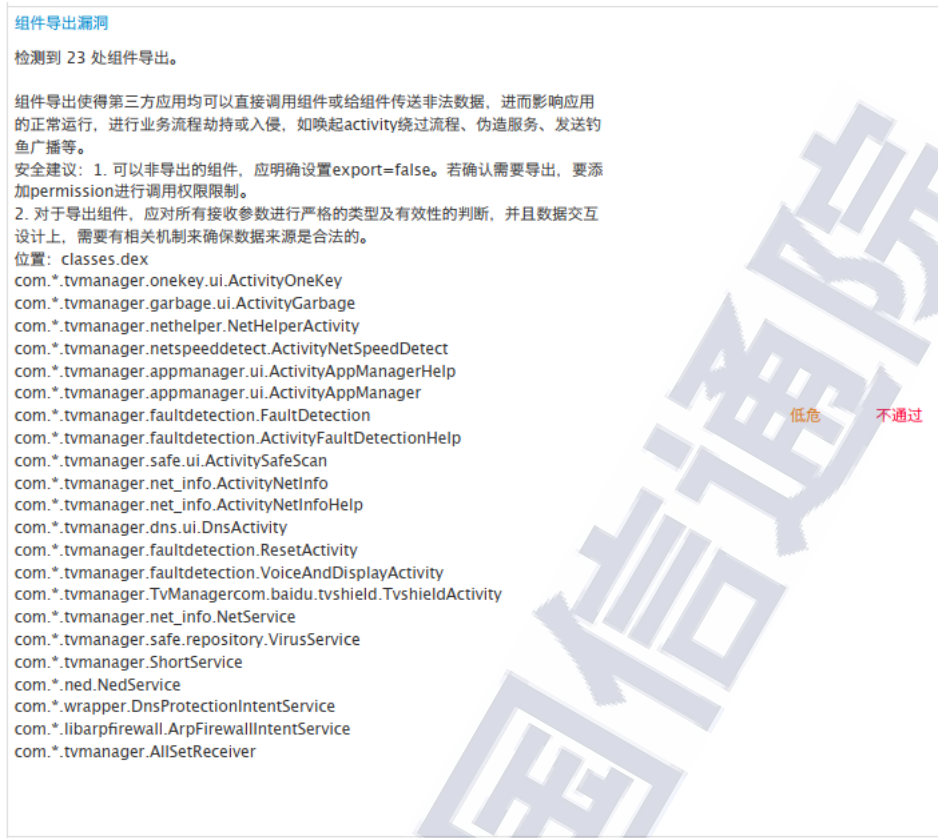 组件导出漏洞
检测到 23 处组件导出。
组件导出使得第三方应用均可以直接调用组件或给组件传送非法数据，进而影响应用
的正常运行，进行业务流程劫持或入侵，如唤起activity绕过流程、伪造服务、发送钓
鱼广播等。
安全建议：1. 可以非导出的组件，应明确设置export=false。若确认需要导出，要添
加permission进行调用权限限制。
2. 对于导出组件，应对所有接收参数进行严格的类型及有效性的判断，并且数据交互
设计上，需要有相关机制来确保数据来源是合法的。
位置：classes.dex
com.*.tvmanager.onekey.ui.ActivityOneKey
com.*.tvmanager.garbage.ui.ActivityGarbage
com.*.tvmanager.nethelper.NetHelperActivity
com.*.tvmanager.netspeeddetect.ActivityNetSpeedDetect
com.*.tvmanager.appmanager.ui.ActivityAppManagerHelp
com.*.tvmanager.appmanager.ui.ActivityAppManager
com.*.tvmanager.faultdetection.FaultDetection
com.*.tvmanager.faultdetection.ActivityFaultDetectionHelp
com.*.tvmanager.safe.ui.ActivitySafeScan
com.*.tvmanager.net_info.ActivityNetInfo
com.*.tvmanager.net_info.ActivityNetInfoHelp
com.*.tvmanager.dns.ui.DnsActivity
com.*.tvmanager.faultdetection.ResetActivity
com.*.tvmanager.faultdetection.VoiceAndDisplayActivity
com.*.tvmanager.TvManagercom.baidu.tvshield.TvshieldActivity
com.*.tvmanager.net_info.NetService
com.*.tvmanager.safe.repository.VirusService
com.*.tvmanager.ShortService
com.*.ned.NedService
com.*.wrapper.DnsProtectionIntentService
com.*.libarpfirewall.ArpFirewallIntentService
com.*.tvmanager.AllSetReceiver
低危
不通过
国信通院